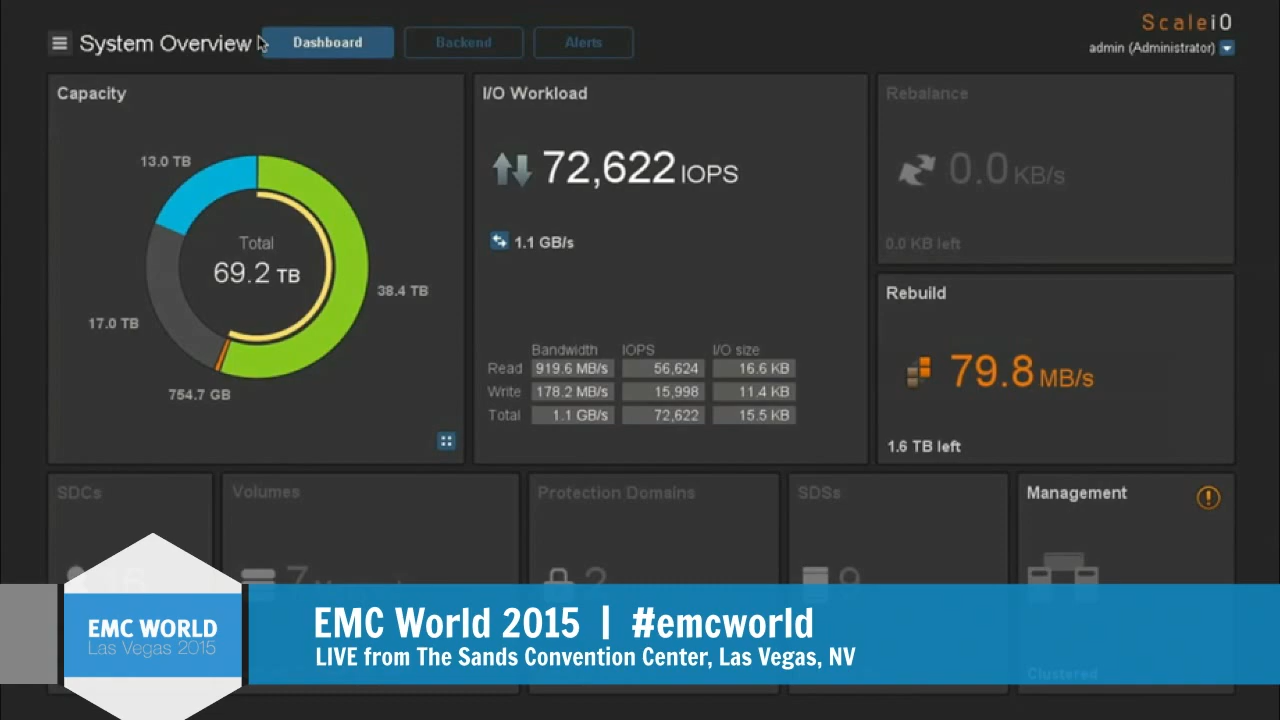 System Overview
Dashboard
Backend
Alerts
ScaleiO
admin (Administrator)
Capacity
13.0 TB
Total
69.2 TB
38.4 TB
17.0 TB
754.7 GB
I/O Workload
72,622 IOPS
1.1 GB/s
Bandwidth IOPS I/O size
Read 919.6 MB/s 56,624 16.6 KB
Write 178.2 MB/s 15,998 11.4 KB
Total 1.1 GB/s 72,622 15.5 KB
Rebalance
0.0 KB/s
0.0 KB left
Rebuild
79.8 MB/s
1.6 TB left
SDCs
Volumes
7
Protection Domains
2
SDSs
9
Management
Clustered
EMC WORLD
Las Vegas 2015
EMC World 2015 | #emcworld
LIVE from The Sands Convention Center, Las Vegas, NV